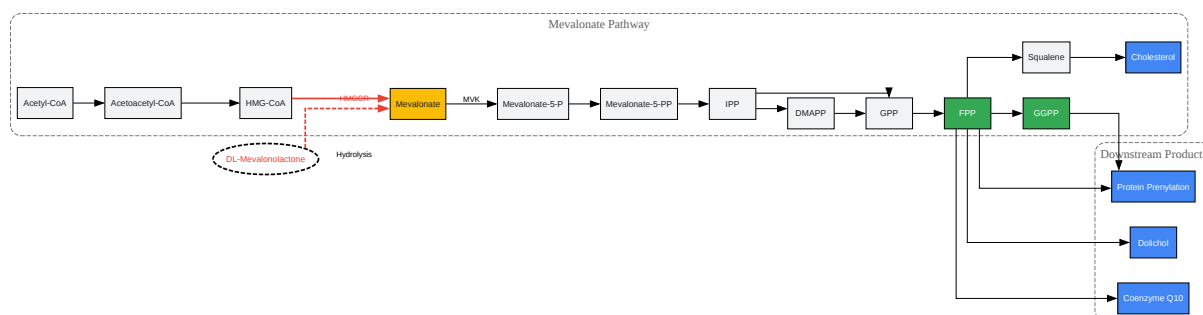 Mevalonate Pathway
Squalene
Cholesterol
Acetyl-CoA
Acetoacetyl-CoA
HMG-CoA
HMGCR
Mevalonate
MVK
Mevalonate-5-P
Mevalonate-5-PP
IPP
DMAPP
GPP
FPP
GGPP
DL-Mevalonolactone
Hydrolysis
Downstream Product
Protein Prenylation
Dolichol
Coenzyme Q10